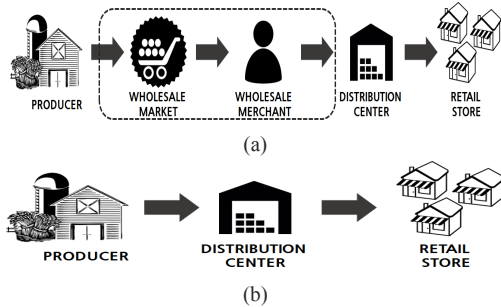 PRODUCER
WHOLESALE
MARKET
WHOLESALE
MERCHANT
DISTRIBUTION
CENTER
RETAIL
STORE
(a)
PRODUCER
DISTRIBUTION
CENTER
RETAIL
STORE
(b)